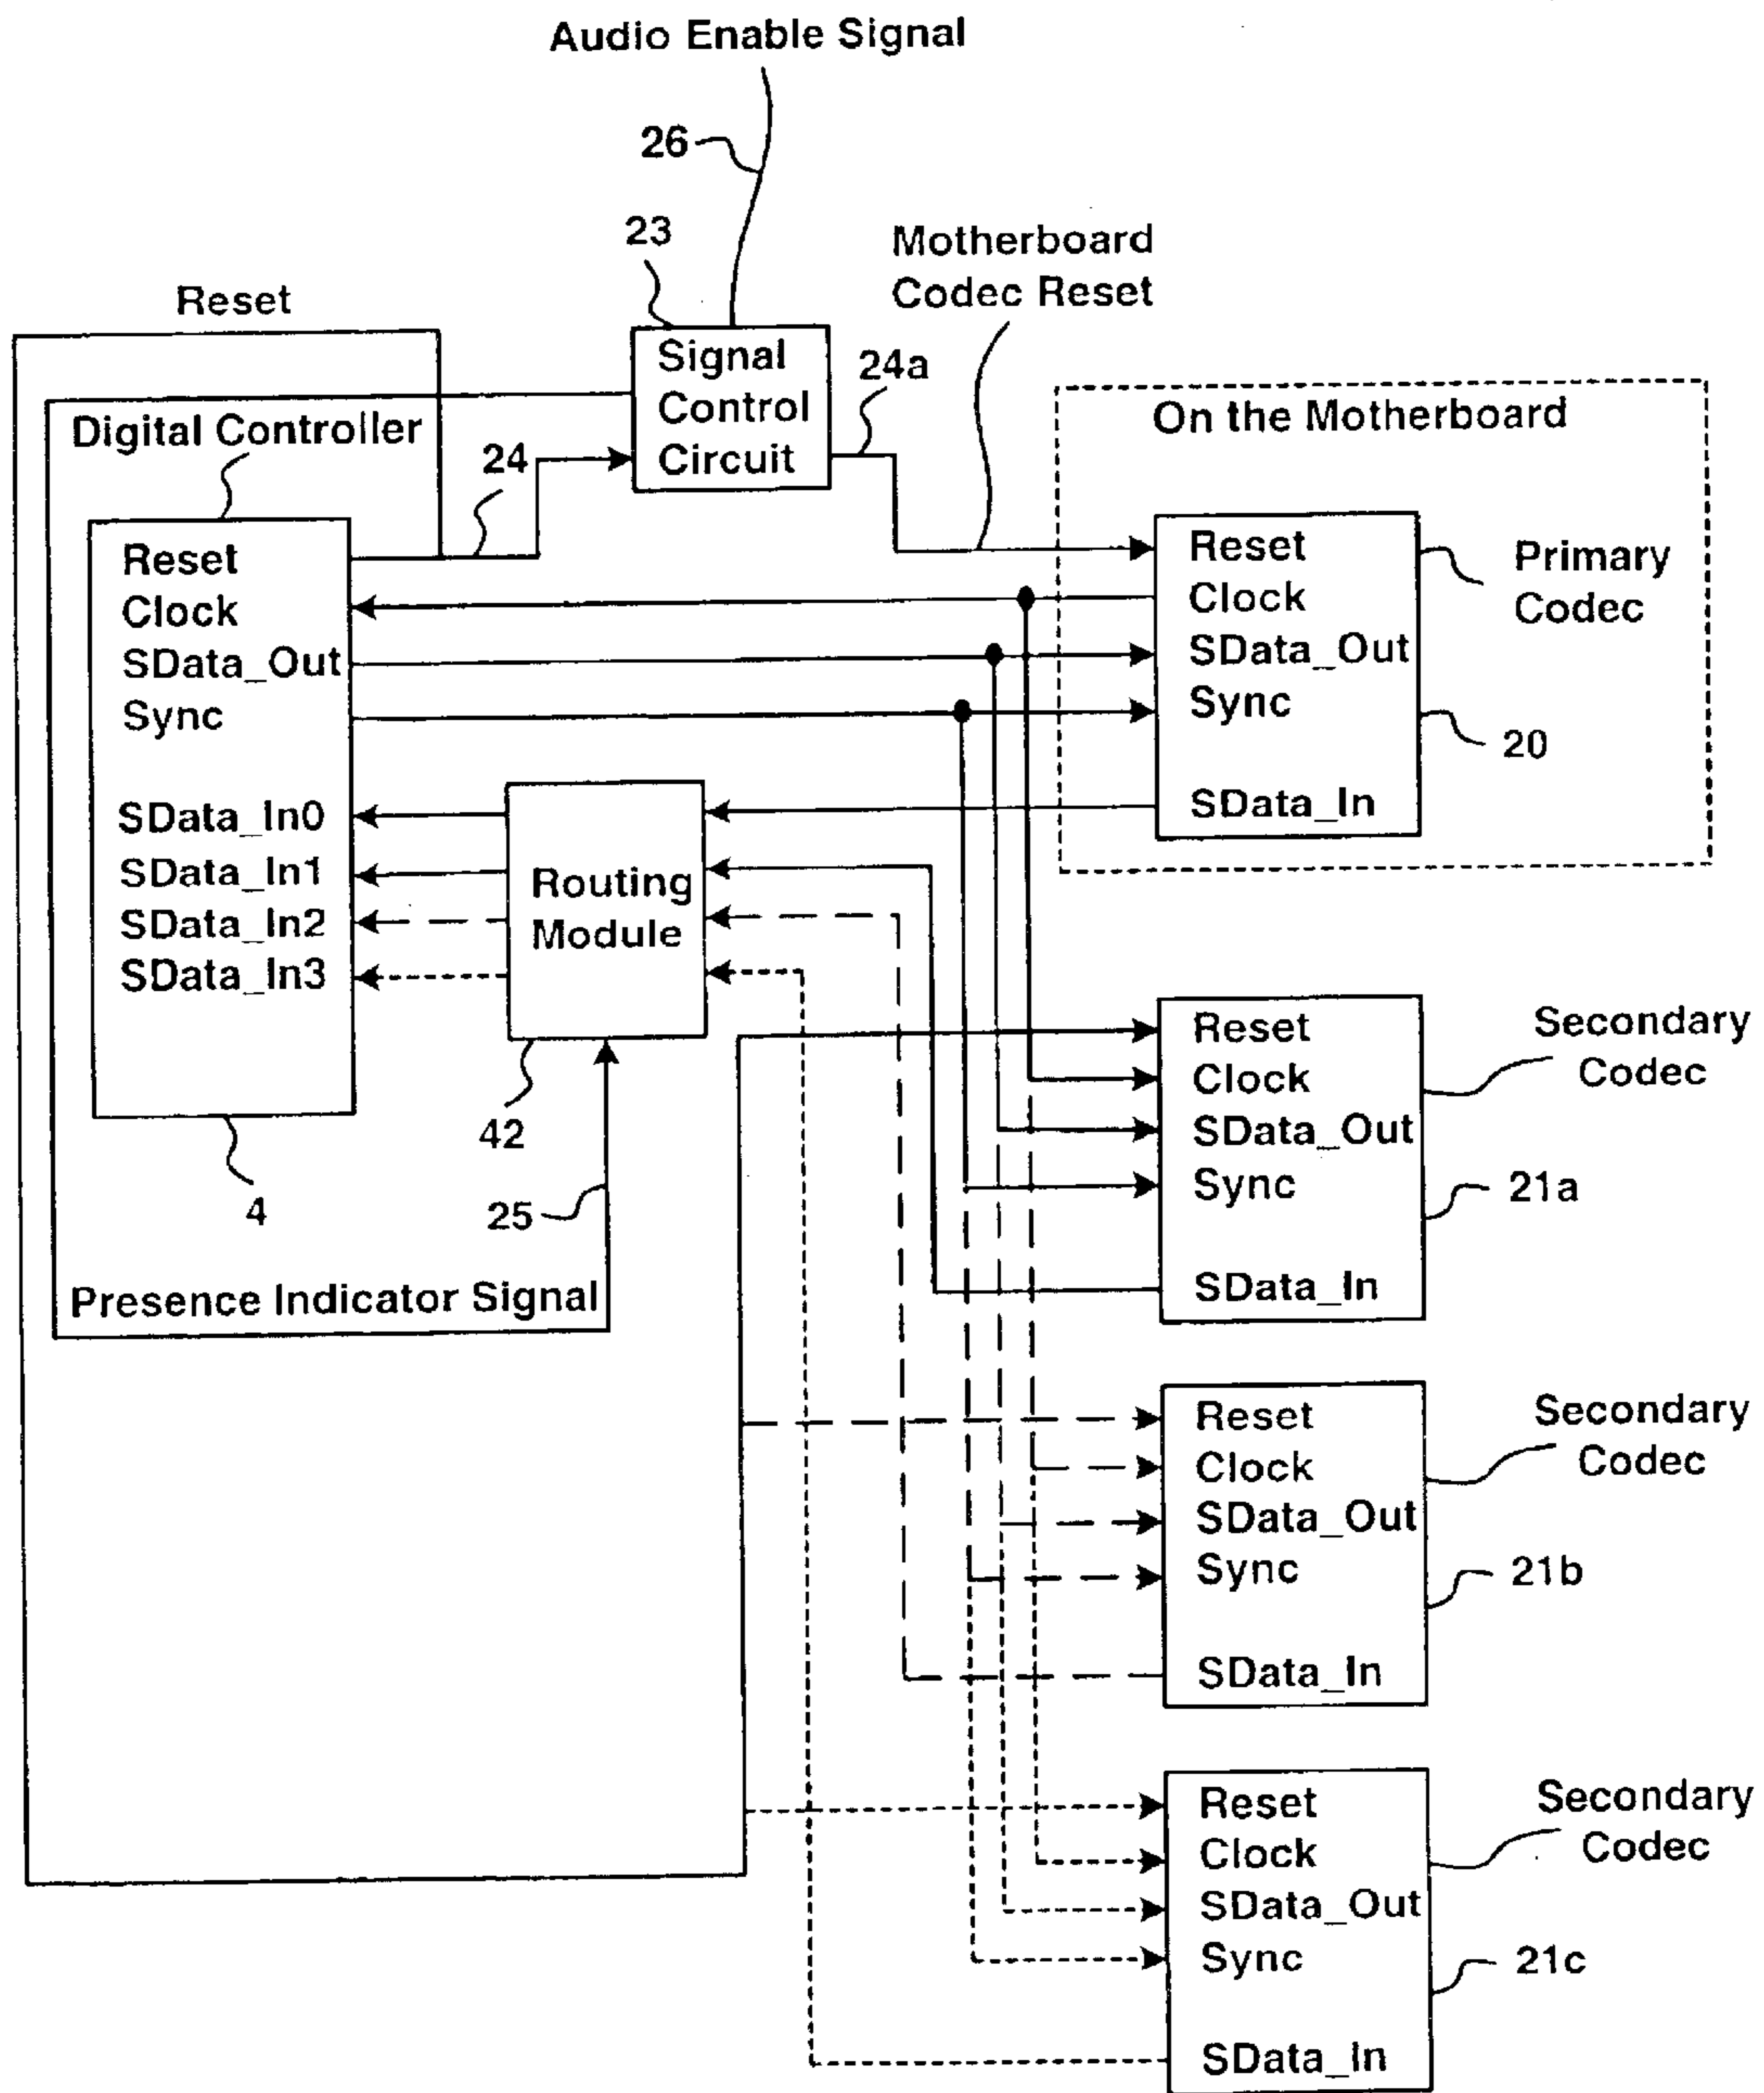 Audio Enable Signal
26
23
Motherboard
Codec Reset
Reset
Signal
Control
Circuit
24a
On the Motherboard
Digital Controller
24
Reset
Clock
SData_Out
Sync
SData_In0
SData_In1
SData_In2
SData_In3
4
Routing
Module
42
25
Presence Indicator Signal
Reset
Clock
SData_Out
Sync
SData_In
Primary
Codec
20
Reset
Clock
SData_Out
Sync
SData_In
Secondary
Codec
21a
Reset
Clock
SData_Out
Sync
SData_In
Secondary
Codec
21b
Reset
Clock
SData_Out
Sync
SData_In
Secondary
Codec
21c